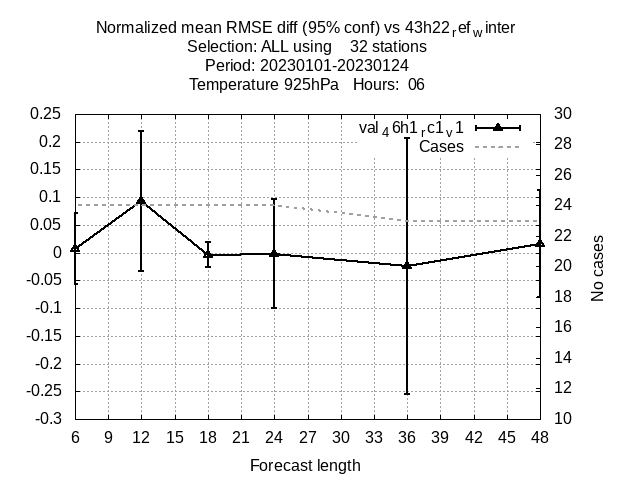 Normalized mean RMSE diff (95% conf) vs 43h22refwinter
Selection: ALL using 32 stations
Period: 20230101-20230124
Temperature 925hPa Hours: 06
val46h1rc1v1
Cases
0.25
0.2
0.15
0.1
0.05
0
-0.05
-0.1
-0.15
-0.2
-0.25
-0.3
30
28
26
24
22
20
18
16
14
12
10
No cases
6 9 12 15 18 21 24 27 30 33 36 39 42 45 48
Forecast length